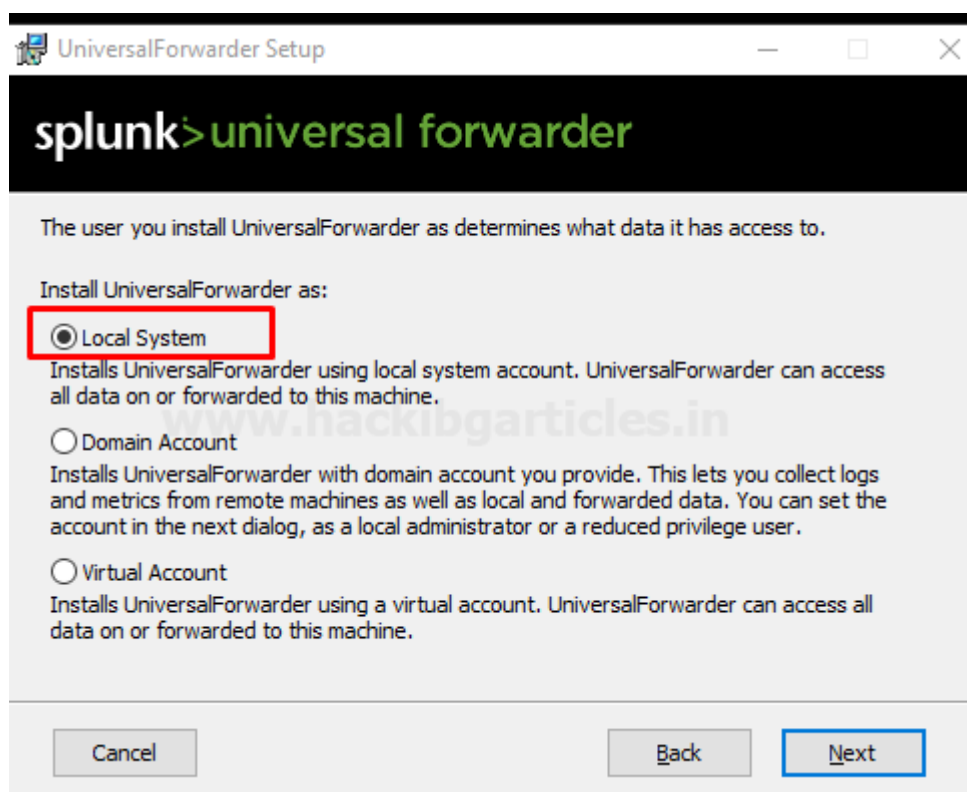 UniversalForwarder Setup
splunk>universal forwarder
The user you install UniversalForwarder as determines what data it has access to.
Install UniversalForwarder as:
Local System
Installs UniversalForwarder using local system account. UniversalForwarder can access
all data on or forwarded to this machine.
www.hackibgarticles.in
Domain Account
Installs UniversalForwarder with domain account you provide. This lets you collect logs
and metrics from remote machines as well as local and forwarded data. You can set the
account in the next dialog, as a local administrator or a reduced privilege user.
Virtual Account
Installs UniversalForwarder using a virtual account. UniversalForwarder can access all
data on or forwarded to this machine.
Cancel Back Next